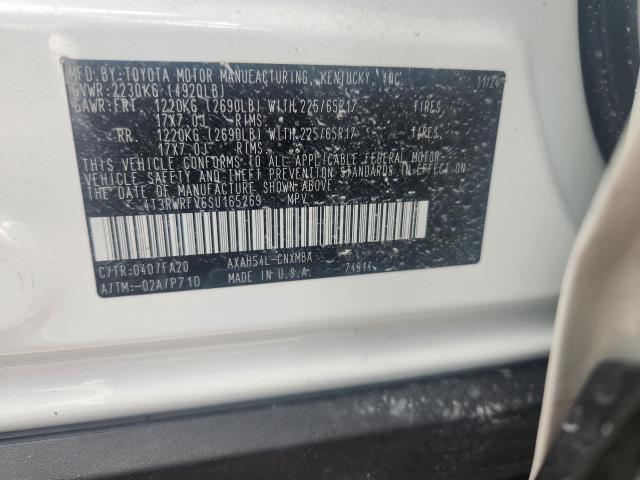 MFD.BY:TOYOTA MOTOR MANUFACTURING, KENTUCKY INC 11/24
GVWR:2230KG (4920LB)
GAWR:FRT 1220KG (2690LB) WITH 225/65R17 TIRES
17X7.0J RIMS
RR. 1220KG (2690LB) WITH 225/65R17 TIRES
17X7.0J RIMS
THIS VEHICLE CONFORMS TO ALL APPLICABLE FEDERAL MOTOR
VEHICLE SAFETY AND THEFT PREVENTION STANDARDS IN EFFECT ON
THE DATE OF MANUFACTURE SHOWN ABOVE.
4T3RWRFV6SU165269 MPV
C/TR:0407FA20 AXAH54L-CNXMBA
A/TM:-02A/P710 MADE IN U.S.A.